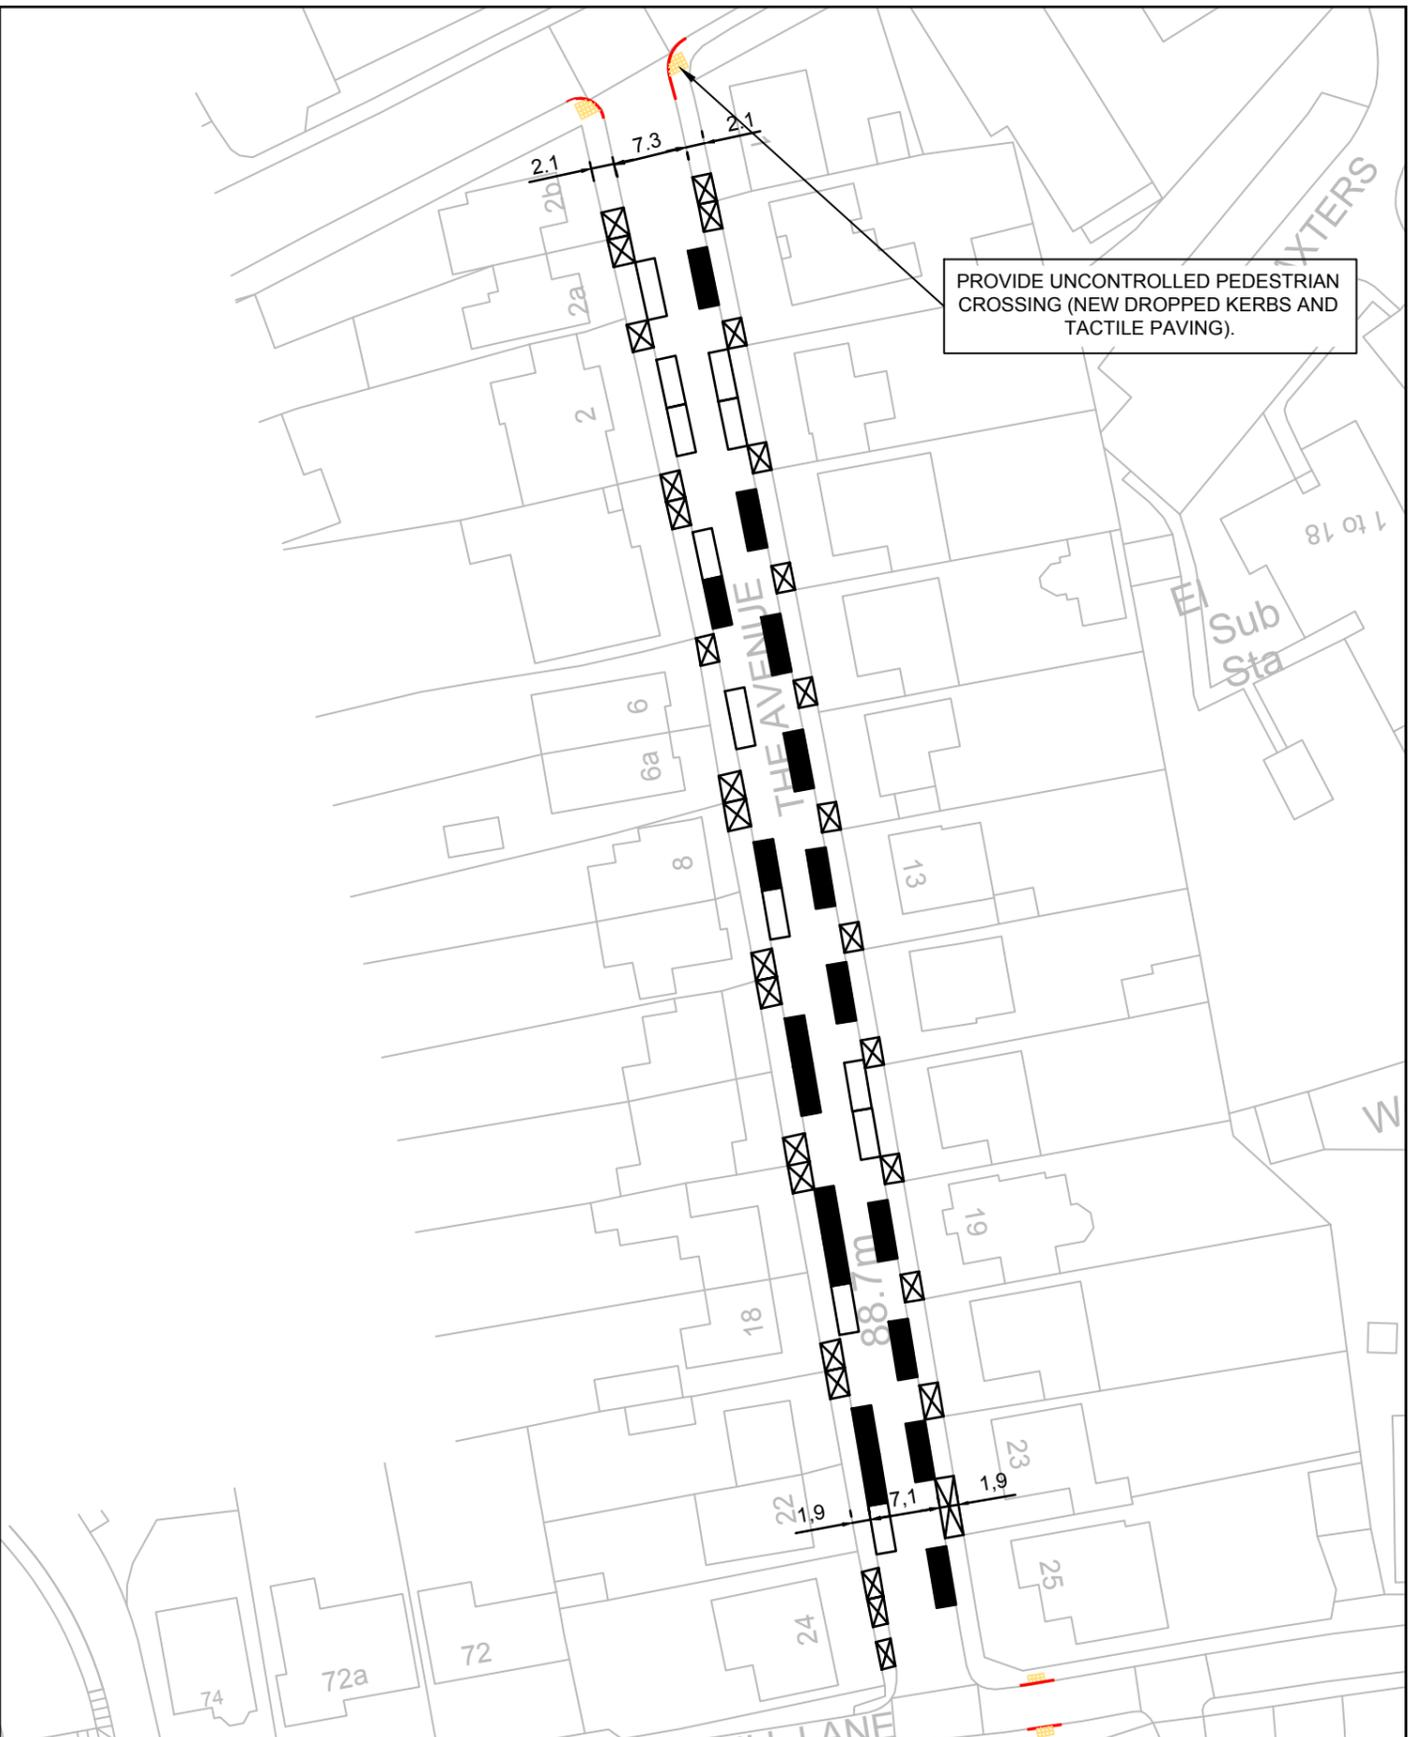 2.1
7.3
2.1
2b
PROVIDE UNCONTROLLED PEDESTRIAN
CROSSING (NEW DROPPED KERBS AND
TACTILE PAVING).
2a
2
1 to 18
El
Sub
Sta
THE AVENUE
6
6a
8
13
W
19
88.7m
18
23
22
1,9
7,1
1,9
25
24
72
72a
74
LANE